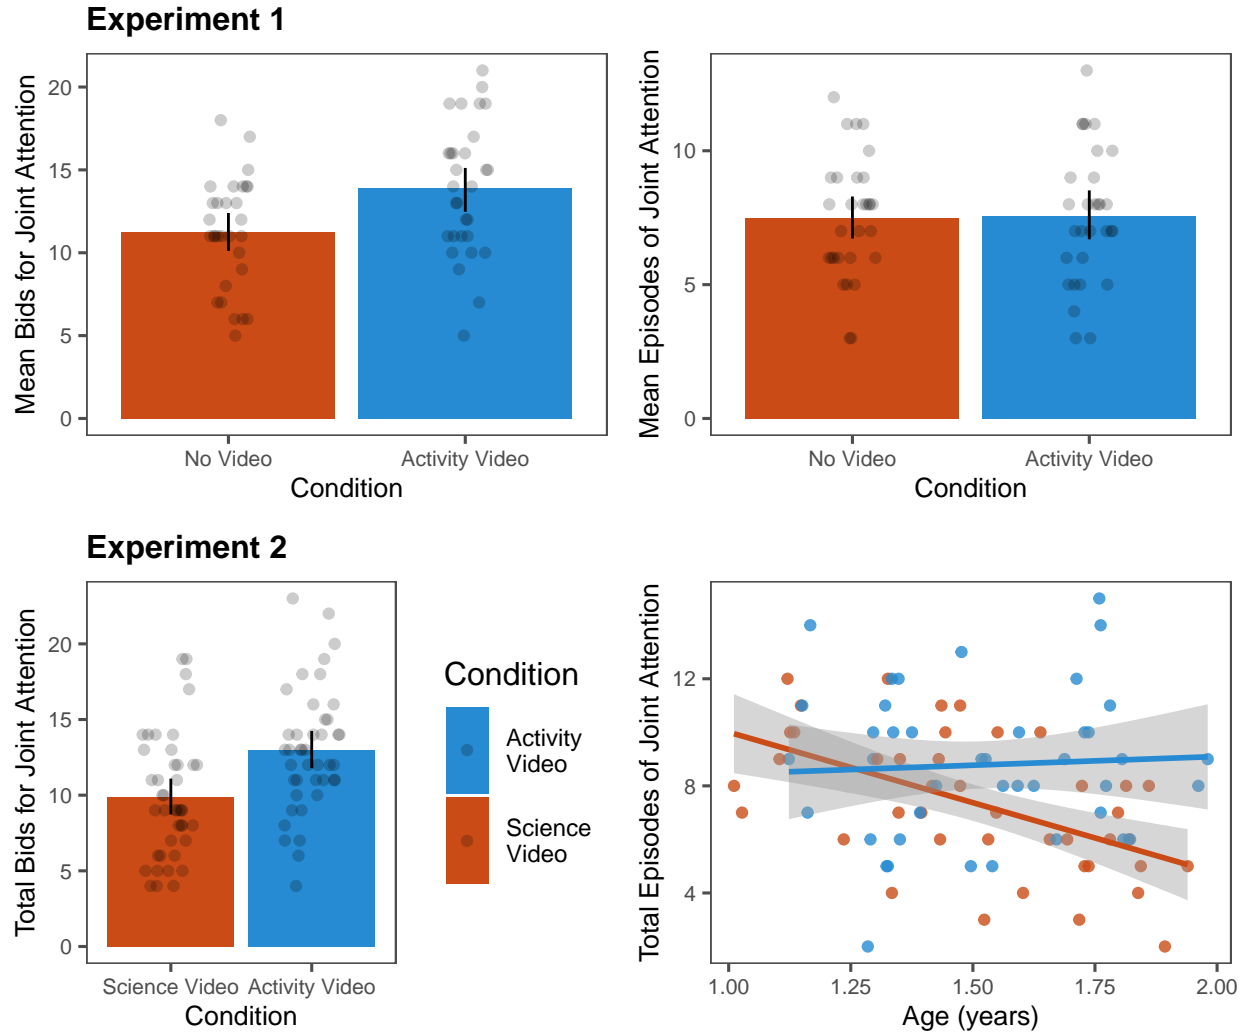 Experiment 1
Mean Bids for Joint Attention
20
15
10
5
0
No Video
Activity Video
Condition
Mean Episodes of Joint Attention
10
5
0
No Video
Activity Video
Condition
Experiment 2
Total Bids for Joint Attention
20
15
10
5
0
Science Video
Activity Video
Condition
Condition
Activity
Video
Science
Video
Total Episodes of Joint Attention
12
8
4
1.00
1.25
1.50
1.75
2.00
Age (years)